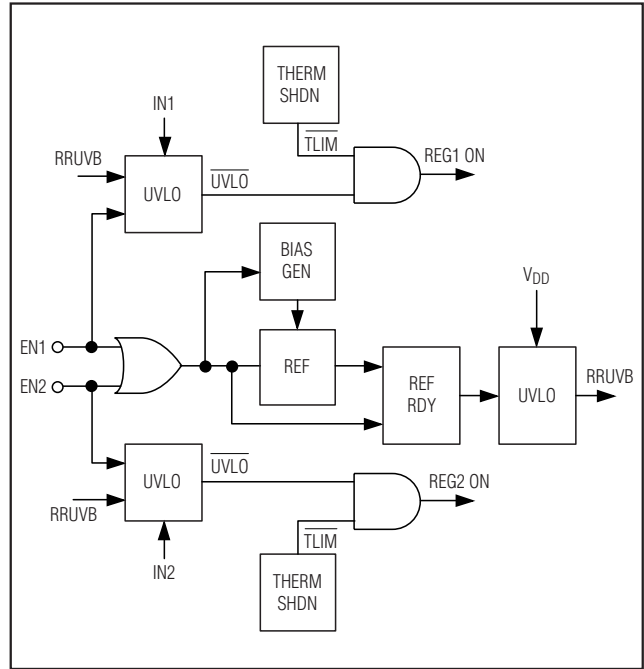 THERM
SHDN
IN1
TLIM
RRUVB
REG1 ON
UVLO
UVLO
BIAS
GEN
VDD
EN1
REF
REF
RDY
UVLO
RRUVB
EN2
UVLO
UVLO
REG2 ON
RRUVB
TLIM
IN2
THERM
SHDN